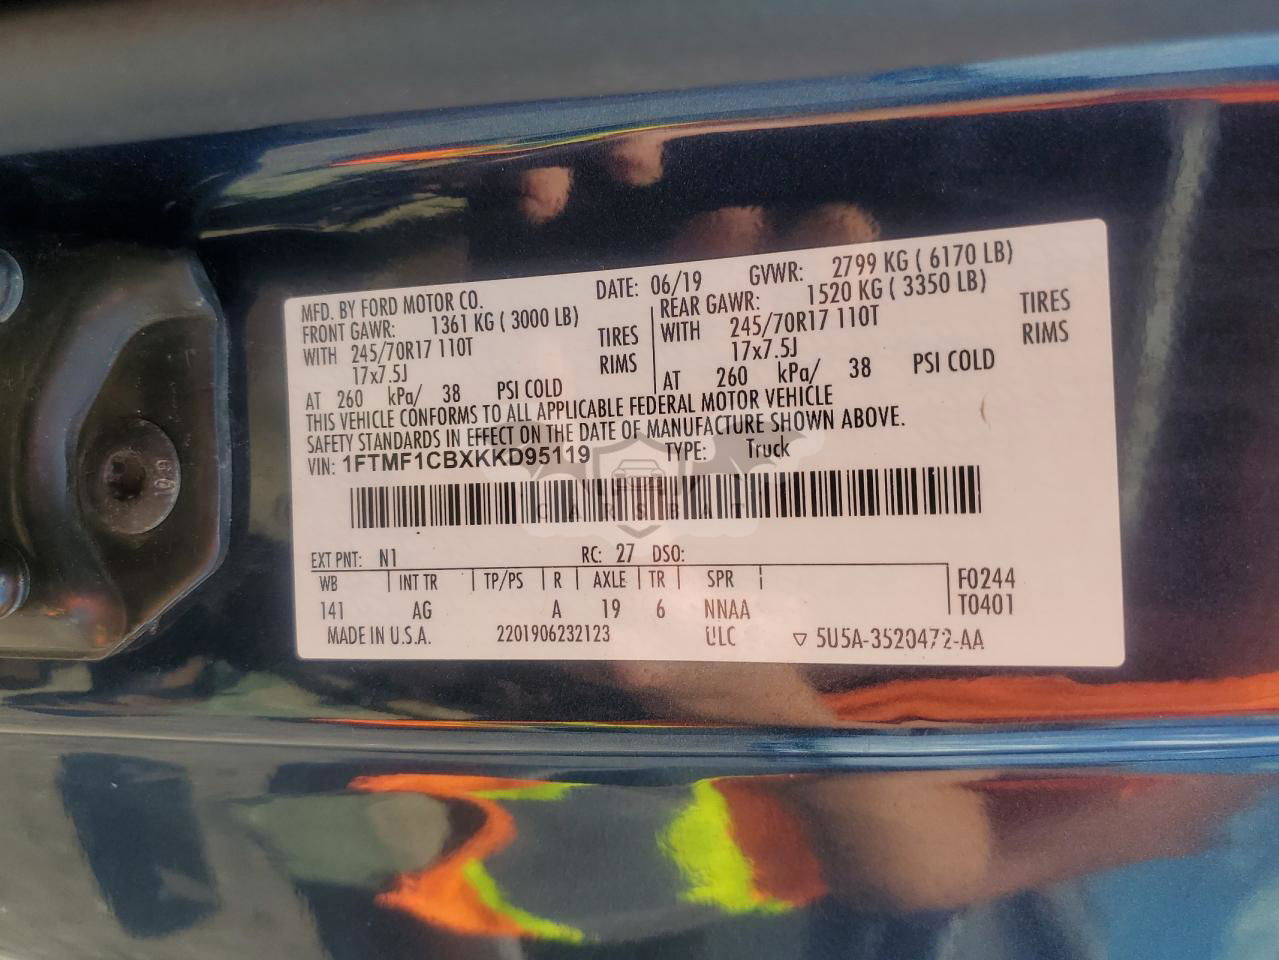 MFD. BY FORD MOTOR CO. DATE: 06/19 GVWR: 2799 KG ( 6170 LB)
FRONT GAWR: 1361 KG ( 3000 LB) REAR GAWR: 1520 KG ( 3350 LB)
WITH 245/70R17 110T TIRES WITH 245/70R17 110T TIRES
17x7.5J RIMS 17x7.5J RIMS
AT 260 kPa/ 38 PSI COLD AT 260 kPa/ 38 PSI COLD
THIS VEHICLE CONFORMS TO ALL APPLICABLE FEDERAL MOTOR VEHICLE
SAFETY STANDARDS IN EFFECT ON THE DATE OF MANUFACTURE SHOWN ABOVE.
VIN: 1FTMF1CBXKKD95119 TYPE: Truck
CARSBAT
EXT PNT: N1 RC: 27 DSO:
WB INT TR TP/PS R AXLE TR SPR F0244
141 AG A 19 6 NNAA T0401
MADE IN U.S.A. 2201906232123 ULC ▽ 5U5A-3520472-AA